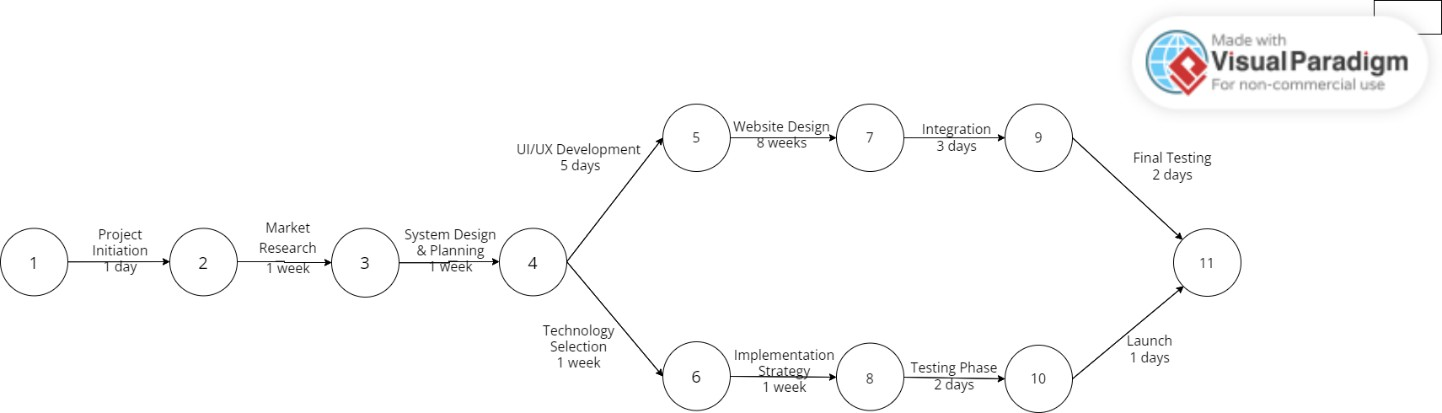 Made with
Visual Paradigm
For non-commercial use
5
Website Design
8 weeks
7
Integration
3 days
9
UI/UX Development
5 days
Final Testing
2 days
1
Project
Initiation
1 day
2
Market
Research
1 week
3
System Design
& Planning
1 week
4
11
Technology
Selection
1 week
6
Implementation
Strategy
1 week
8
Testing Phase
2 days
10
Launch
1 days